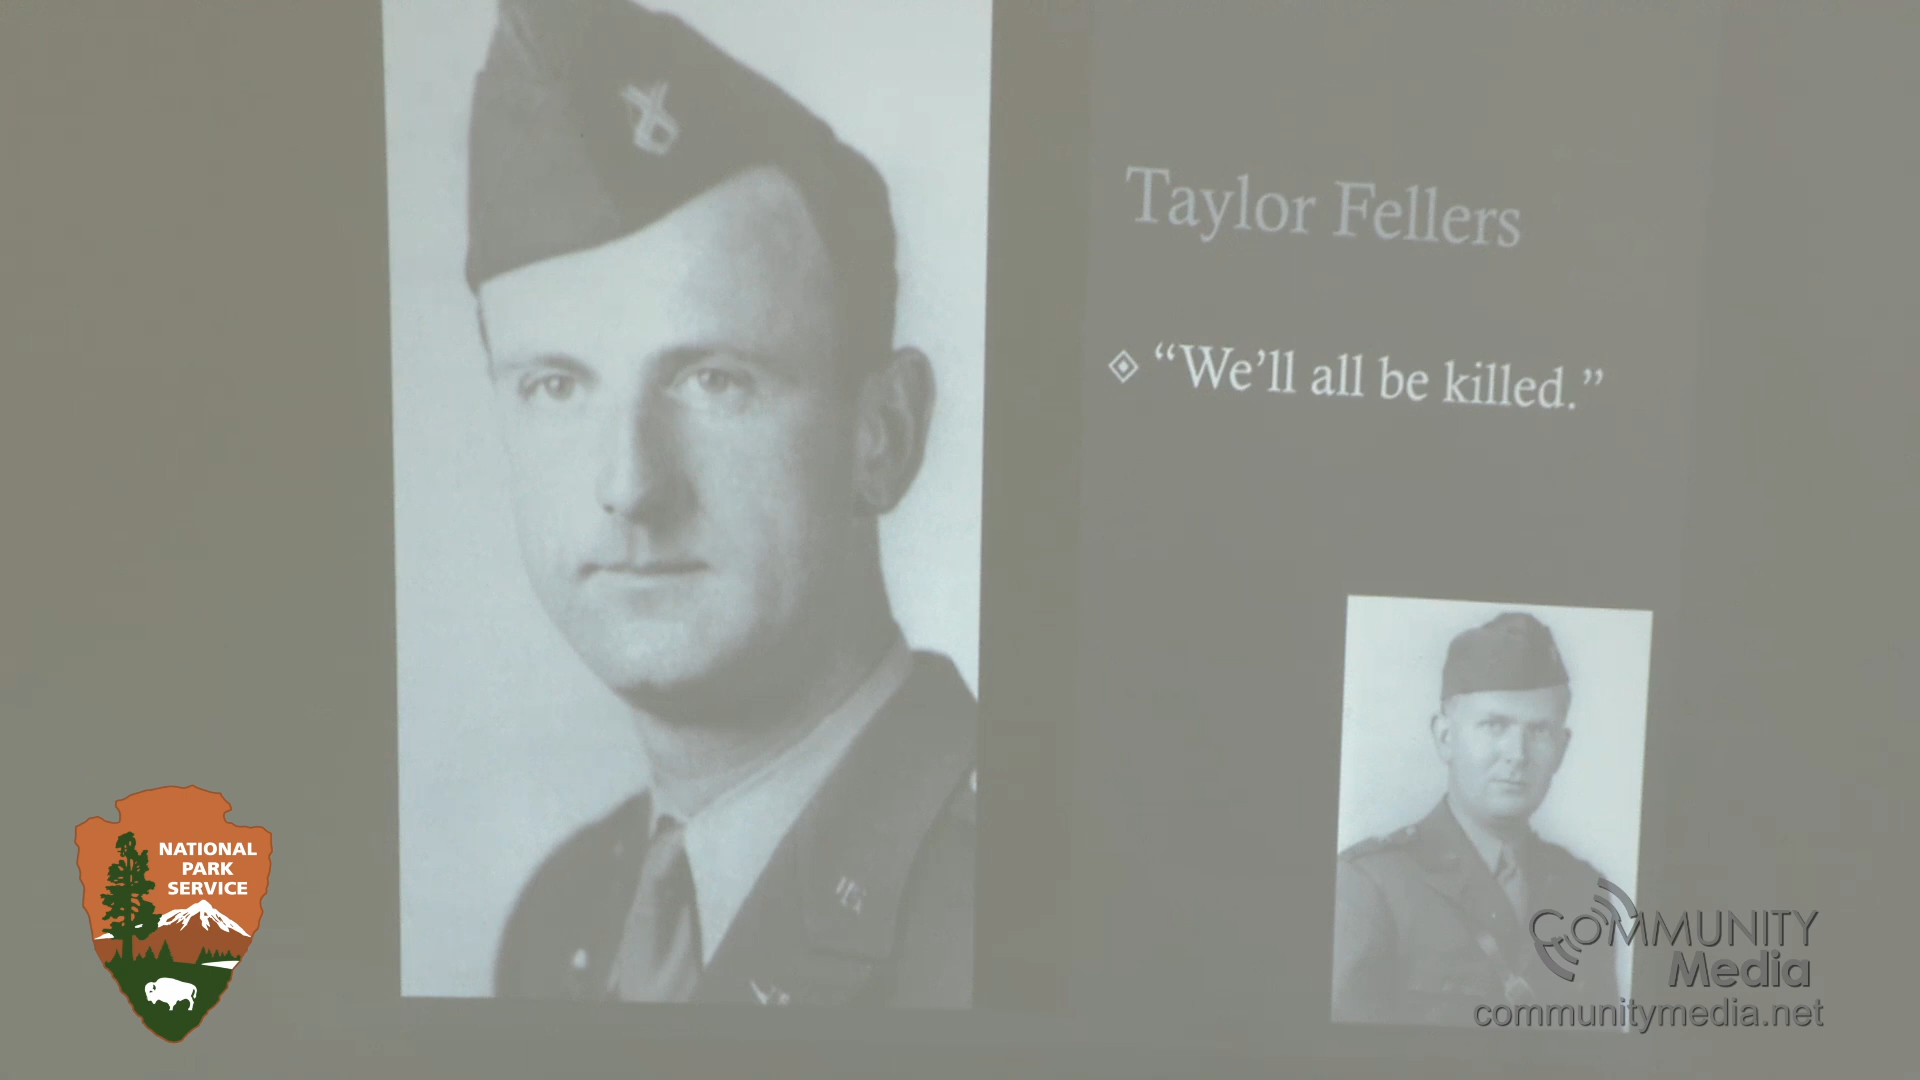 Taylor Fellers
“We’ll all be killed.”
NATIONAL
PARK
SERVICE
COMMUNITY
Media
communitymedia.net